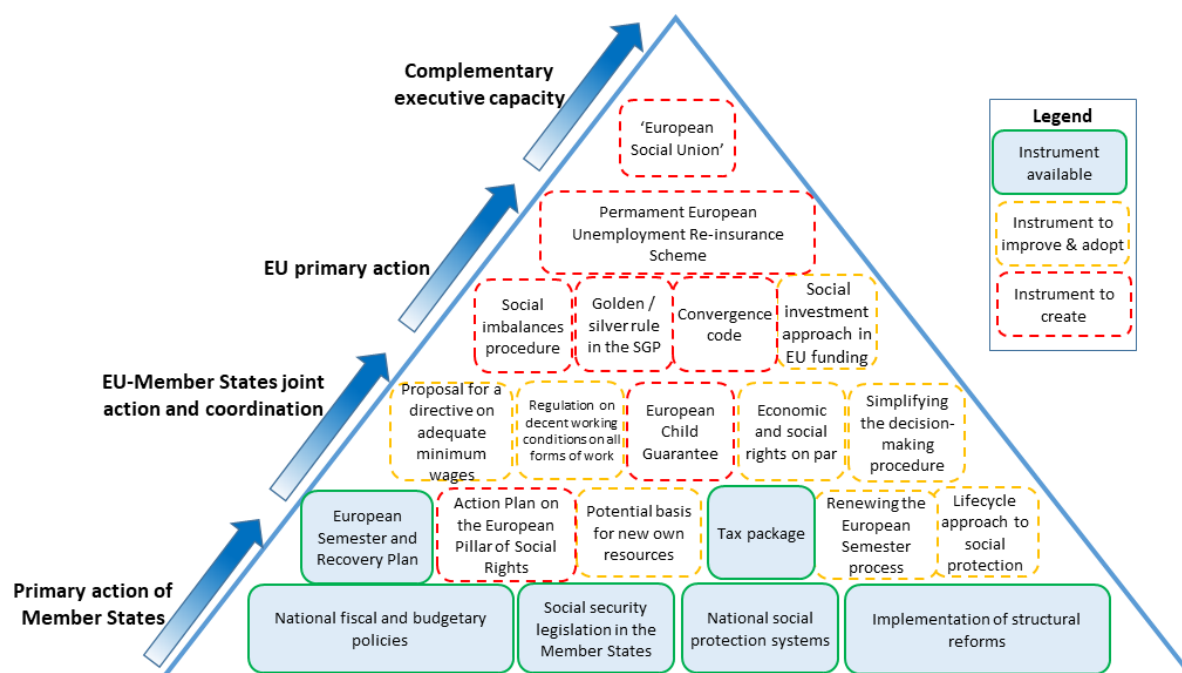 Complementary
executive capacity
EU primary action
EU-Member States joint
action and coordination
Primary action of
Member States
‘European
Social Union’
Permament European
Unemployment Re-insurance
Scheme
Social
imbalances
procedure
Golden /
silver rule
in the SGP
Convergence
code
Social
investment
approach in
EU funding
Proposal for a
directive on
adequate
minimum
wages
Regulation on
decent working
conditions on all
forms of work
European
Child
Guarantee
Economic
and social
rights on par
Simplifying
the decision-
making
procedure
European
Semester and
Recovery Plan
Action Plan on
the European
Pillar of Social
Rights
Potential basis
for new own
resources
Tax package
Renewing the
European
Semester
process
Lifecycle
approach to
social
protection
National fiscal and budgetary
policies
Social security
legislation in the
Member States
National social
protection systems
Implementation of structural
reforms
Legend
Instrument
available
Instrument to
improve & adopt
Instrument to
create